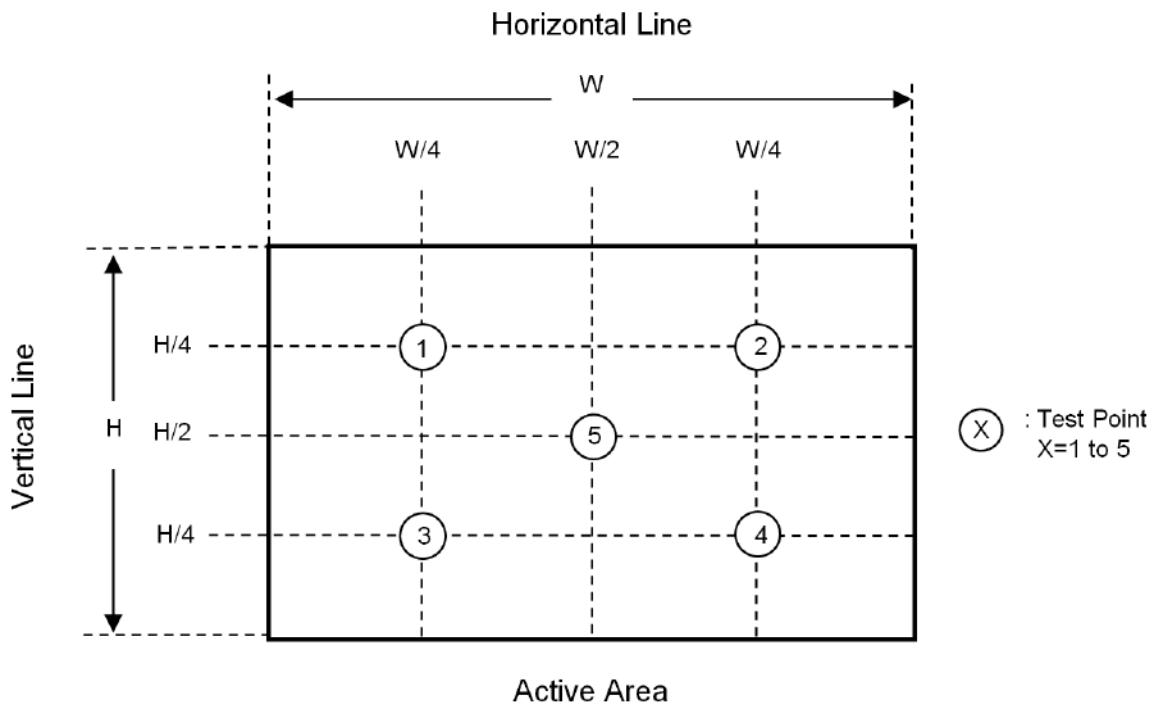 Horizontal Line
W
W/4
W/2
W/4
Vertical Line
H
H/4
1
2
H/2
5
X
: Test Point
X=1 to 5
H/4
3
4
Active Area